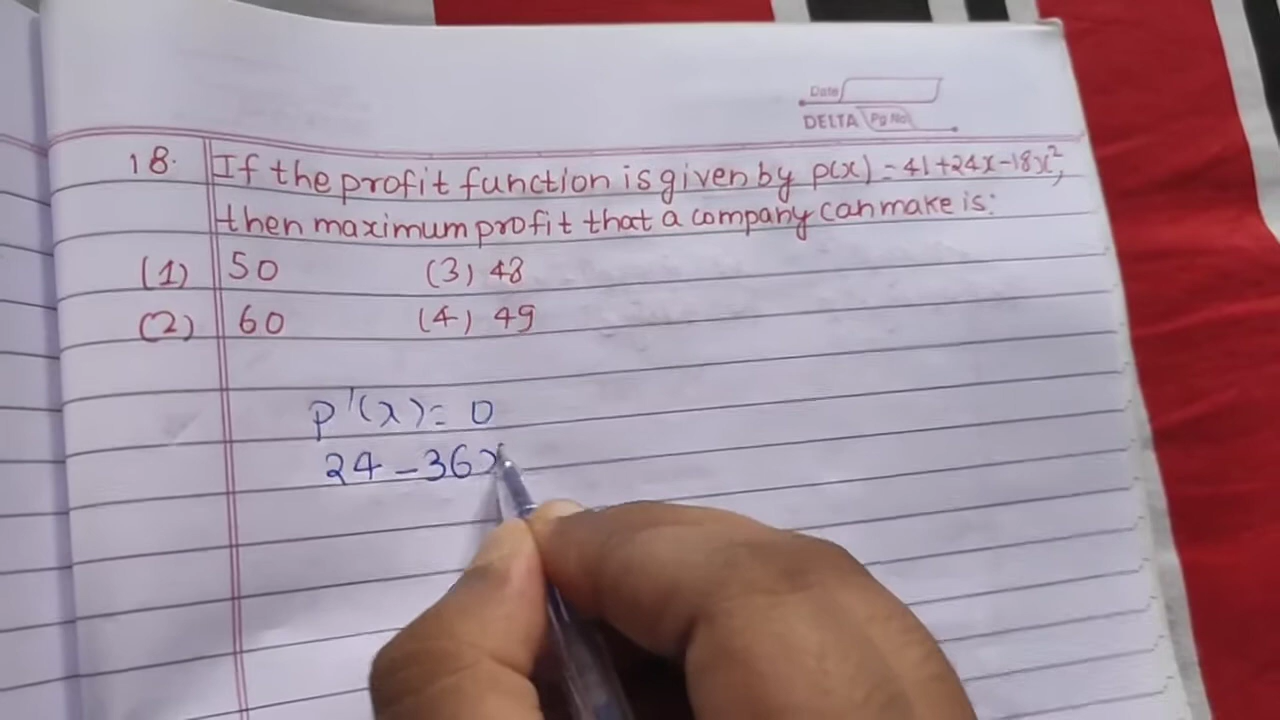 Date
DELTA Pg No
18. If the profit function is given by p(x) = 41+24x-18x²,
then maximum profit that a company can make is:
(1) 50 (3) 48
(2) 60 (4) 49
p'(x) = 0
24 - 36x